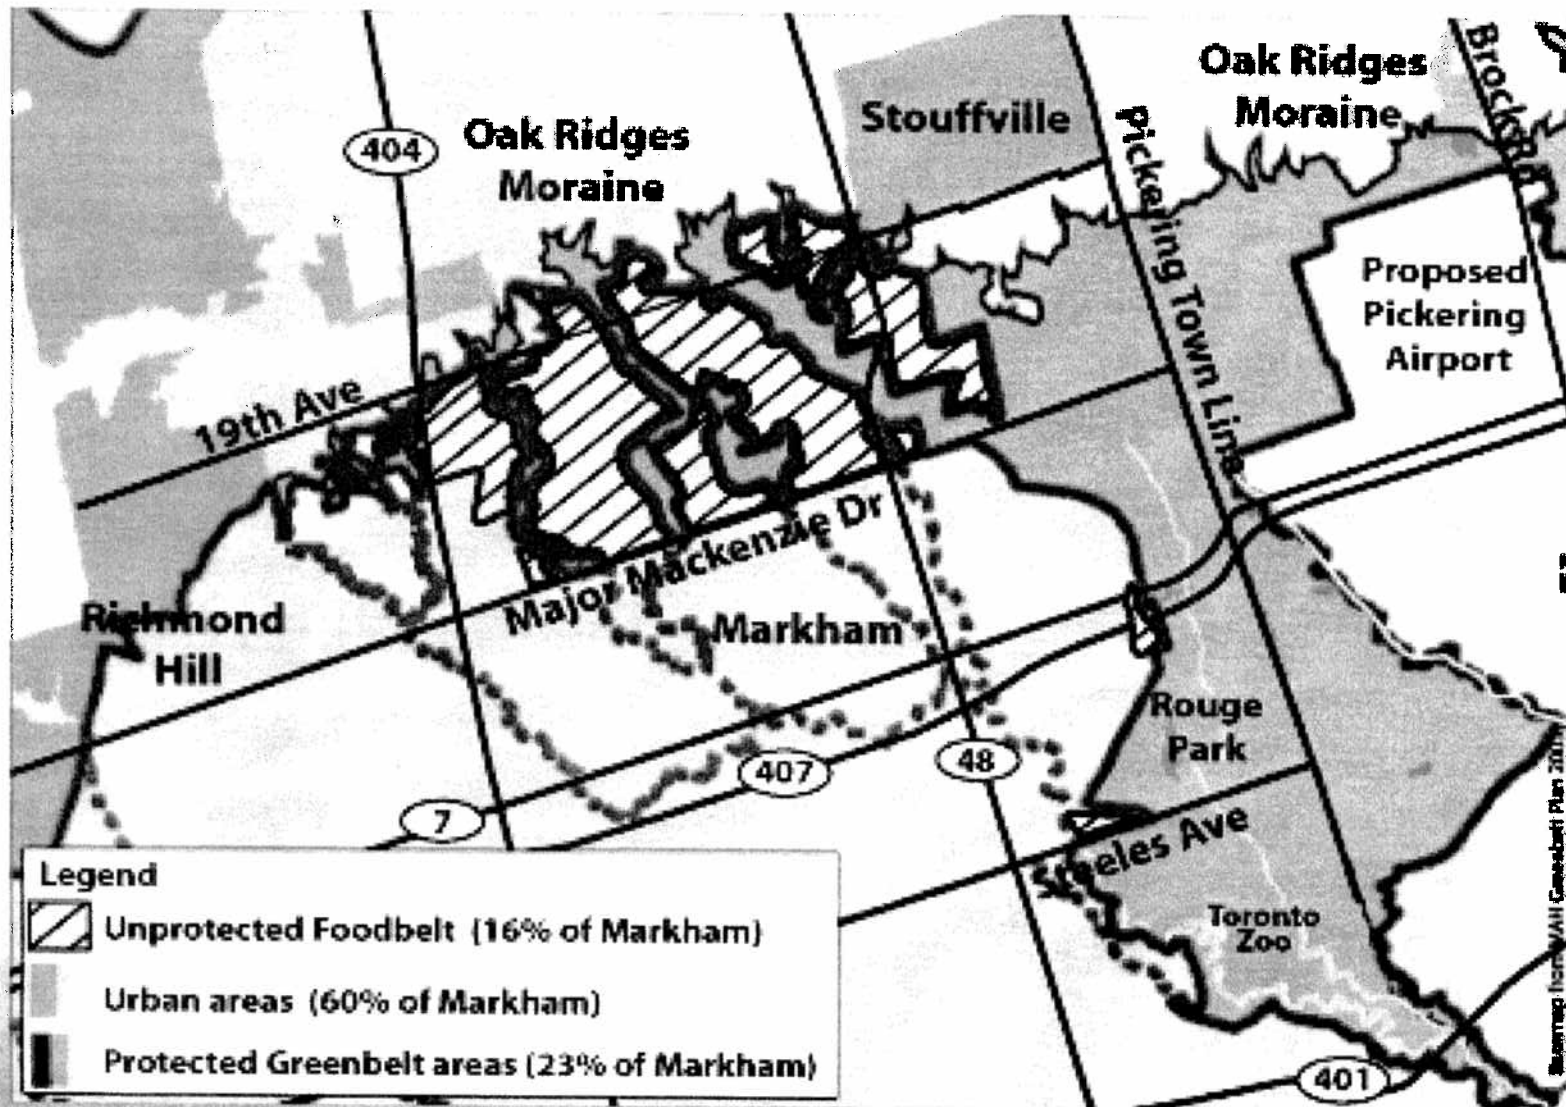 Oak Ridges
Moraine
Brock Rd
Stouffville
404
Oak Ridges
Moraine
Pickering Town Line
Proposed
Pickering
Airport
19th Ave
Major Mackenzie Dr
Richmond
Hill
Markham
Rouge
Park
48
407
7
Steeles Ave
Toronto
Zoo
401
Legend
Unprotected Foodbelt (16% of Markham)
Urban areas (60% of Markham)
Protected Greenbelt areas (23% of Markham)
Plan